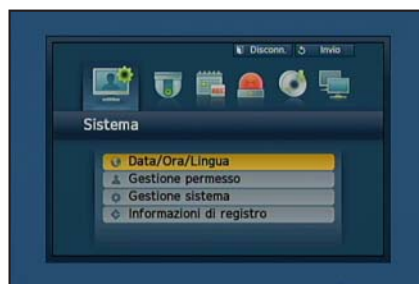 Disconn. Invio
Sistema
Data/Ora/Lingua
Gestione permesso
Gestione sistema
Informazioni di registro